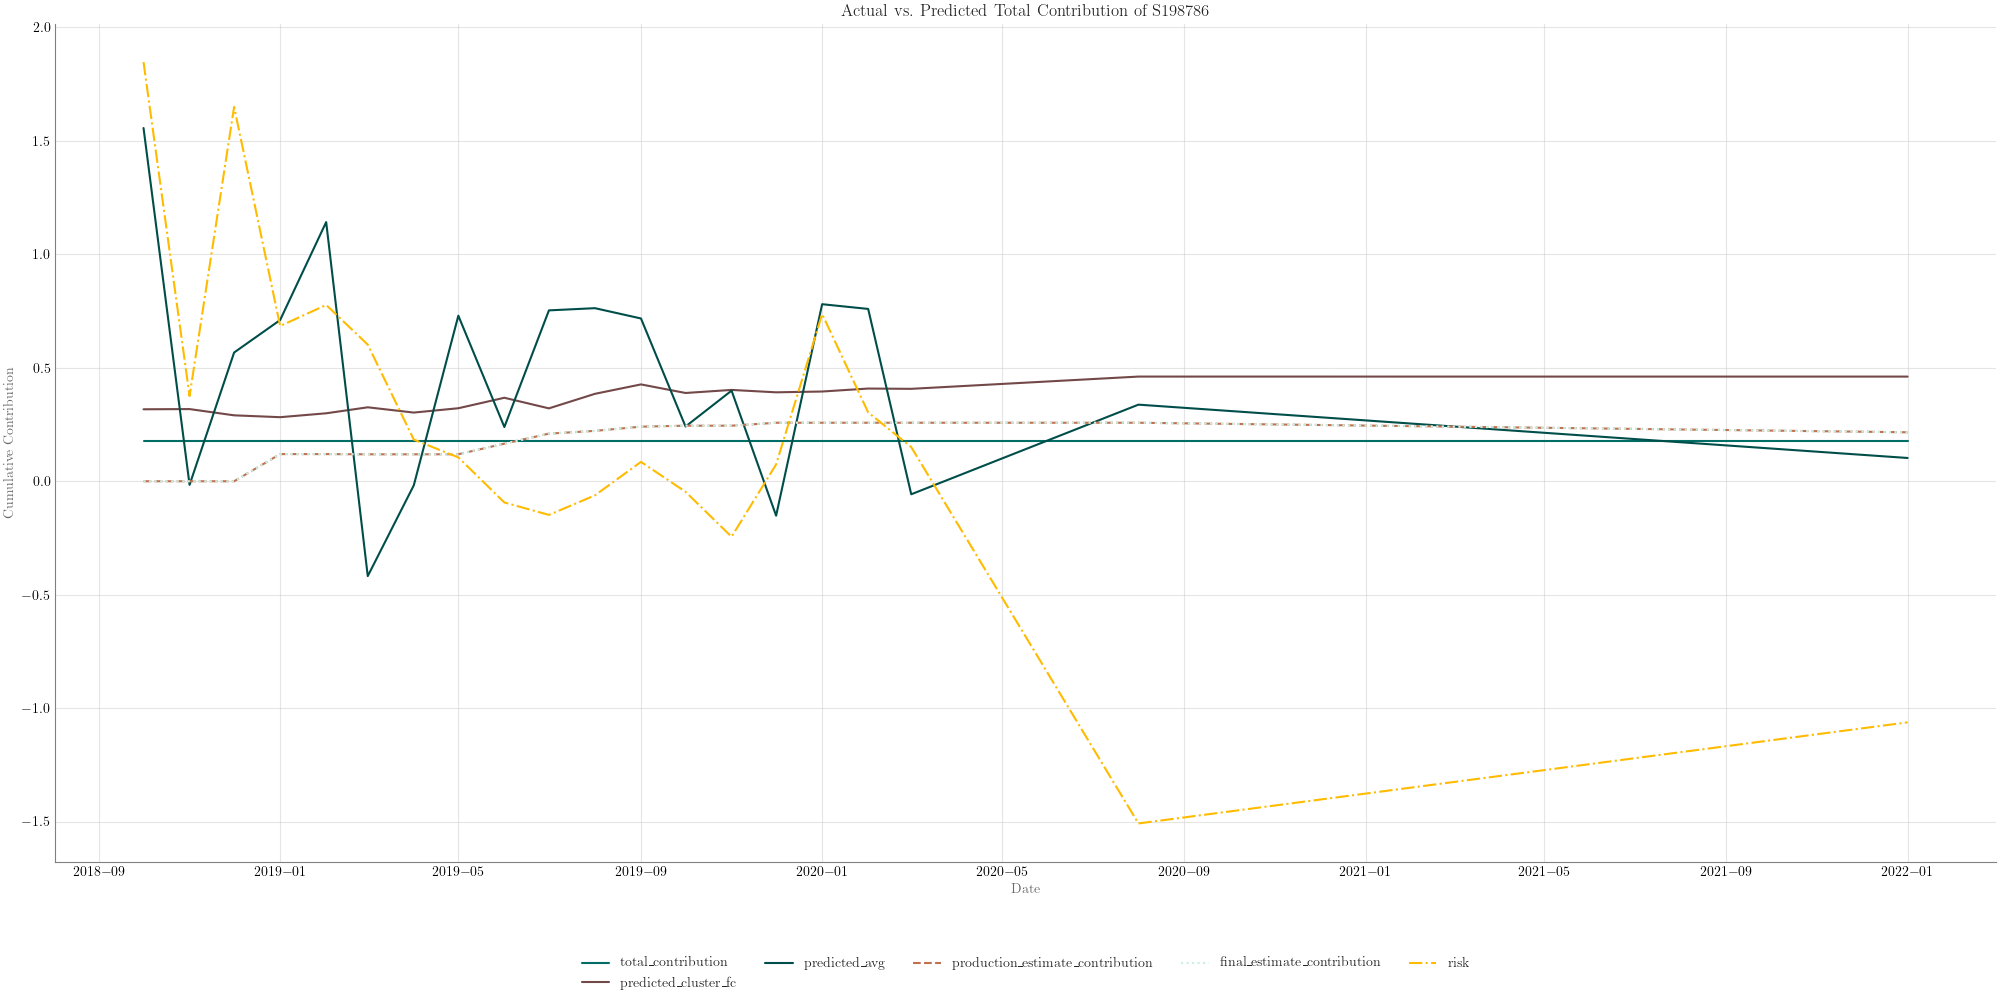 Actual vs. Predicted Total Contribution of S198786
2.0
1.5
1.0
0.5
0.0
−0.5
−1.0
−1.5
Cumulative Contribution
2018−09 2019−01 2019−05 2019−09 2020−01 2020−05 2020−09 2021−01 2021−05 2021−09 2022−01
Date
total_contribution predicted_avg production_estimate_contribution final_estimate_contribution risk
predicted_cluster_fc